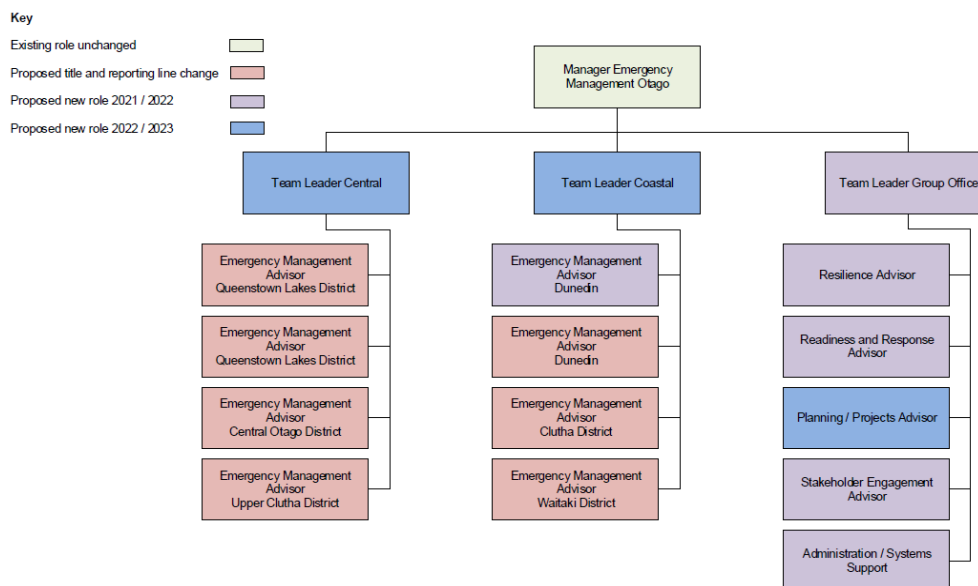 Key
Existing role unchanged
Proposed title and reporting line change
Proposed new role 2021 / 2022
Proposed new role 2022 / 2023
Manager Emergency
Management Otago
Team Leader Central
Team Leader Coastal
Team Leader Group Office
Emergency Management
Advisor
Queenstown Lakes District
Emergency Management
Advisor
Queenstown Lakes District
Emergency Management
Advisor
Central Otago District
Emergency Management
Advisor
Upper Clutha District
Emergency Management
Advisor
Dunedin
Emergency Management
Advisor
Dunedin
Emergency Management
Advisor
Clutha District
Emergency Management
Advisor
Waitaki District
Resilience Advisor
Readiness and Response
Advisor
Planning / Projects Advisor
Stakeholder Engagement
Advisor
Administration / Systems
Support